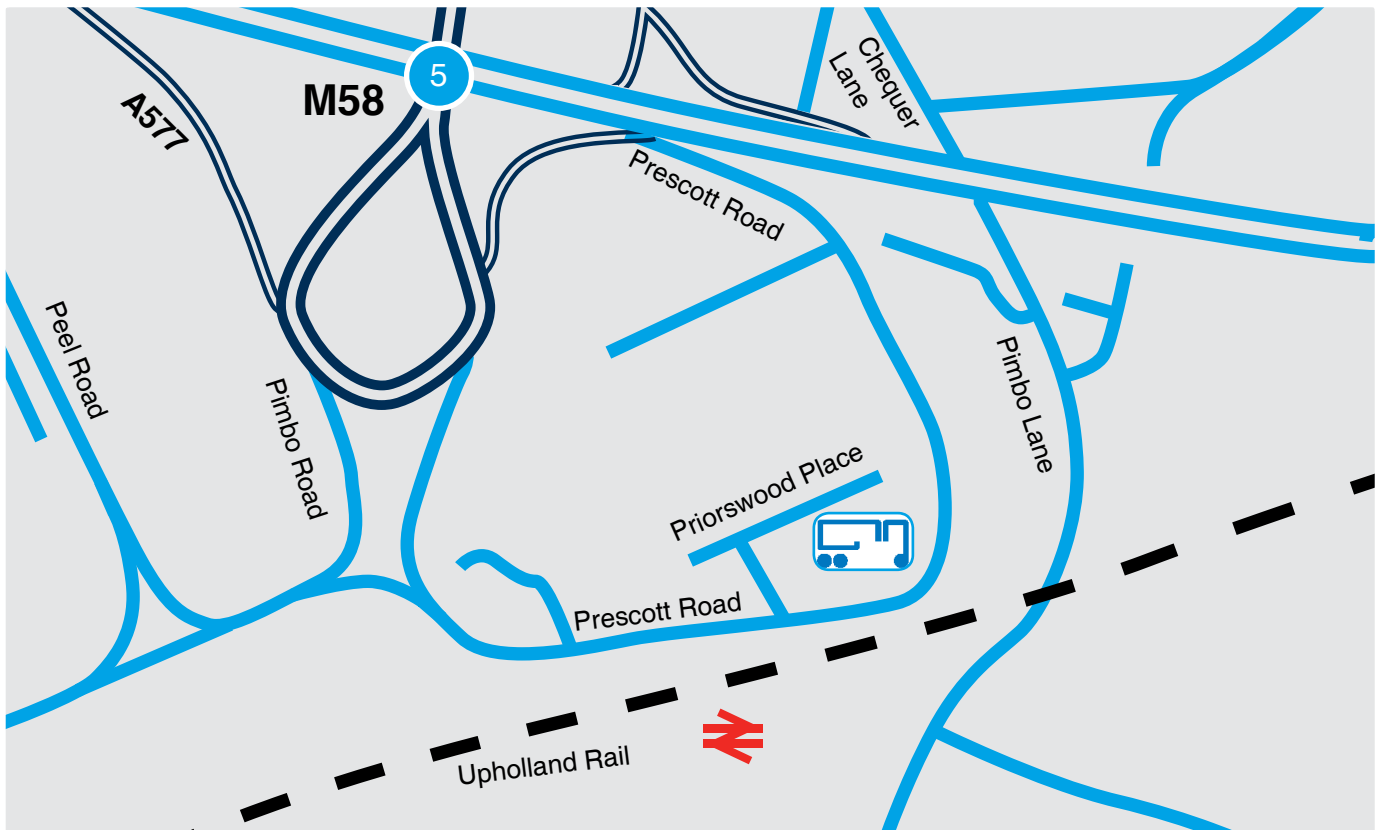 5
M58
A577
Chequer
Lane
Prescott Road
Peel Road
Pimbo Road
Pimbo Lane
Priorswood Place
Prescott Road
Upholland Rail